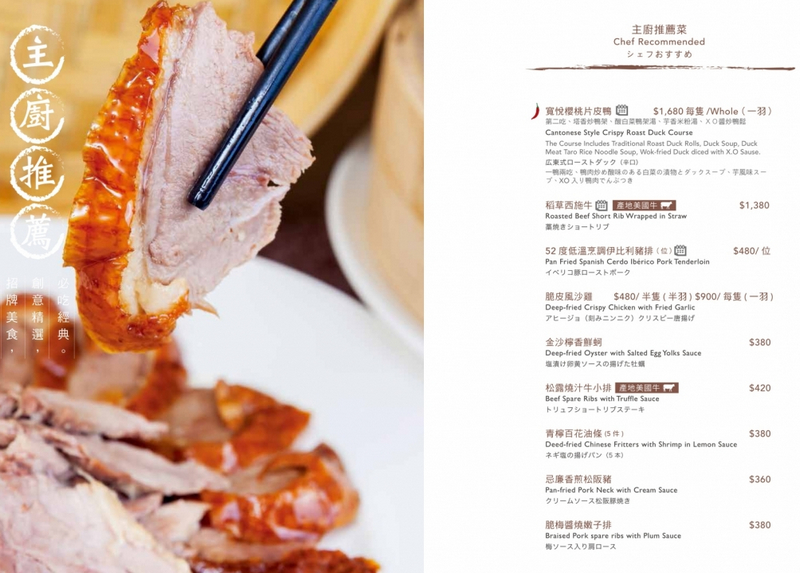 主廚推薦
必吃經典。
創意精選，
招牌美食，
主廚推薦菜
Chef Recommended
シェフおすすめ
寬悅櫻桃片皮鴨 $1,680 每隻 /Whole ( 一羽 )
第二吃、塔香炒鴨架、酸白菜鴨架湯、芋香米粉湯、ＸＯ醬炒鴨鬆
Cantonese Style Crispy Roast Duck Course
The Course Includes Traditional Roast Duck Rolls, Duck Soup, Duck
Meat Taro Rice Noodle Soup, Wok-fried Duck diced with X.O Sause.
広東式ローストダック（辛口）
一鴨兩吃、鴨肉炒め酸味のある白菜の漬物とダックスープ、芋風味スー
プ、XO 入り鴨肉でんぶつき
稻草西施牛 產地美國牛 $1,380
Roasted Beef Short Rib Wrapped in Straw
藁焼きショートリブ
52 度低溫烹調伊比利豬排 ( 位 ) $480/ 位
Pan Fried Spanish Cerdo Ibérico Pork Tenderloin
イベリコ豚ローストポーク
脆皮風沙雞 $480/ 半隻 ( 半羽 ) $900/ 每隻 ( 一羽 )
Deep-fried Crispy Chicken with Fried Garlic
アヒージョ（刻みニンニク）クリスピー唐揚げ
金沙檸香鮮蚵 $380
Deep-fried Oyster with Salted Egg Yolks Sauce
塩漬け卵黄ソースの揚げた牡蠣
松露燒汁牛小排 產地美國牛 $420
Beef Spare Ribs with Truffle Sauce
トリュフショートリブステーキ
青檸百花油條 (5 件 ) $380
Deed-fried Chinese Fritters with Shrimp in Lemon Sauce
ネギ塩の揚げパン（5 本）
忌廉香煎松阪豬 $360
Pan-fried Pork Neck with Cream Sauce
クリームソース松阪豚焼き
脆梅醬燒嫩子排 $380
Braised Pork spare ribs with Plum Sauce
梅ソース入り肩ロース